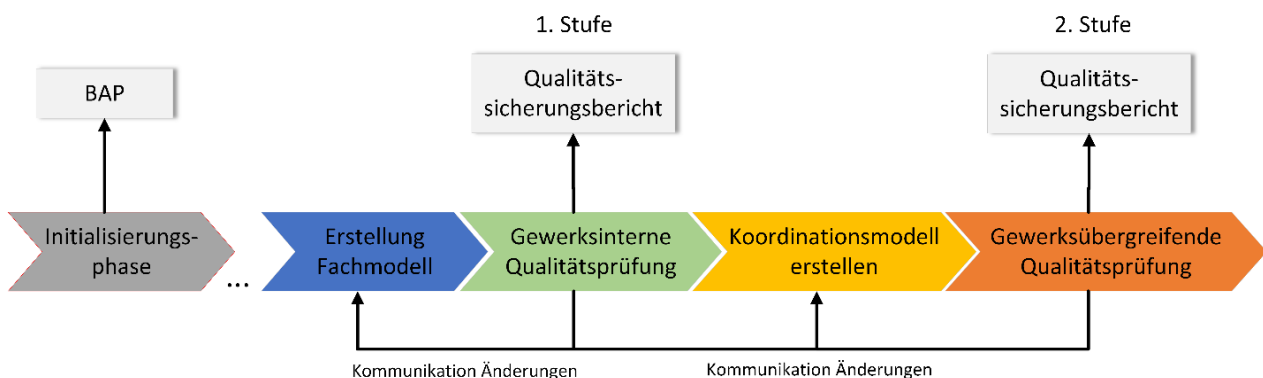 1. Stufe
2. Stufe
BAP
Qualitäts-
sicherungsbericht
Qualitäts-
sicherungsbericht
Initialisierungs-
phase
...
Erstellung
Fachmodell
Gewerksinterne
Qualitätsprüfung
Koordinationsmodell
erstellen
Gewerksübergreifende
Qualitätsprüfung
Kommunikation Änderungen
Kommunikation Änderungen